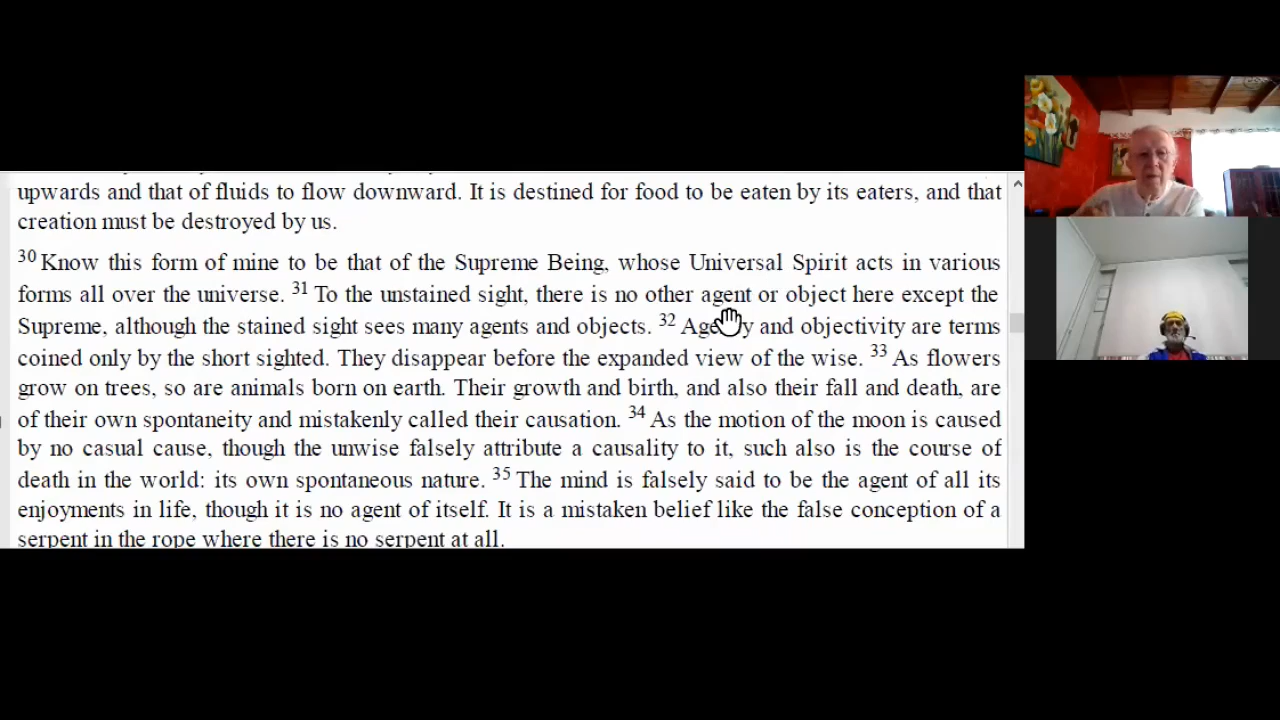 upwards and that of fluids to flow downward. It is destined for food to be eaten by its eaters, and that
creation must be destroyed by us.
30 Know this form of mine to be that of the Supreme Being, whose Universal Spirit acts in various
forms all over the universe. 31 To the unstained sight, there is no other agent or object here except the
Supreme, although the stained sight sees many agents and objects. 32 Agency and objectivity are terms
coined only by the short sighted. They disappear before the expanded view of the wise. 33 As flowers
grow on trees, so are animals born on earth. Their growth and birth, and also their fall and death, are
of their own spontaneity and mistakenly called their causation. 34 As the motion of the moon is caused
by no casual cause, though the unwise falsely attribute a causality to it, such also is the course of
death in the world: its own spontaneous nature. 35 The mind is falsely said to be the agent of all its
enjoyments in life, though it is no agent of itself. It is a mistaken belief like the false conception of a
serpent in the rope where there is no serpent at all.